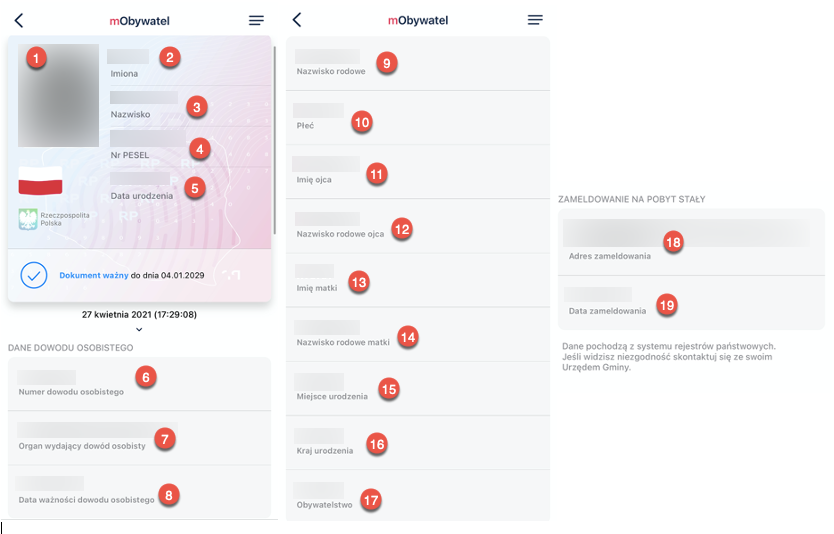 mObywatel
1
2
Imiona
3
Nazwisko
4
Nr PESEL
5
Data urodzenia
Rzeczpospolita
Polska
Dokument ważny do dnia 04.01.2029
27 kwietnia 2021 (17:29:08)
DANE DOWODU OSOBISTEGO
6
Numer dowodu osobistego
7
Organ wydający dowód osobisty
8
Data ważności dowodu osobistego
mObywatel
9
Nazwisko rodowe
10
Płeć
11
Imię ojca
12
Nazwisko rodowe ojca
13
Imię matki
14
Nazwisko rodowe matki
15
Miejsce urodzenia
16
Kraj urodzenia
17
Obywatelstwo
ZAMELDOWANIE NA POBYT STAŁY
18
Adres zameldowania
19
Data zameldowania
Dane pochodzą z systemu rejestrów państwowych.
Jeśli widzisz niezgodność skontaktuj się ze swoim
Urzędem Gminy.